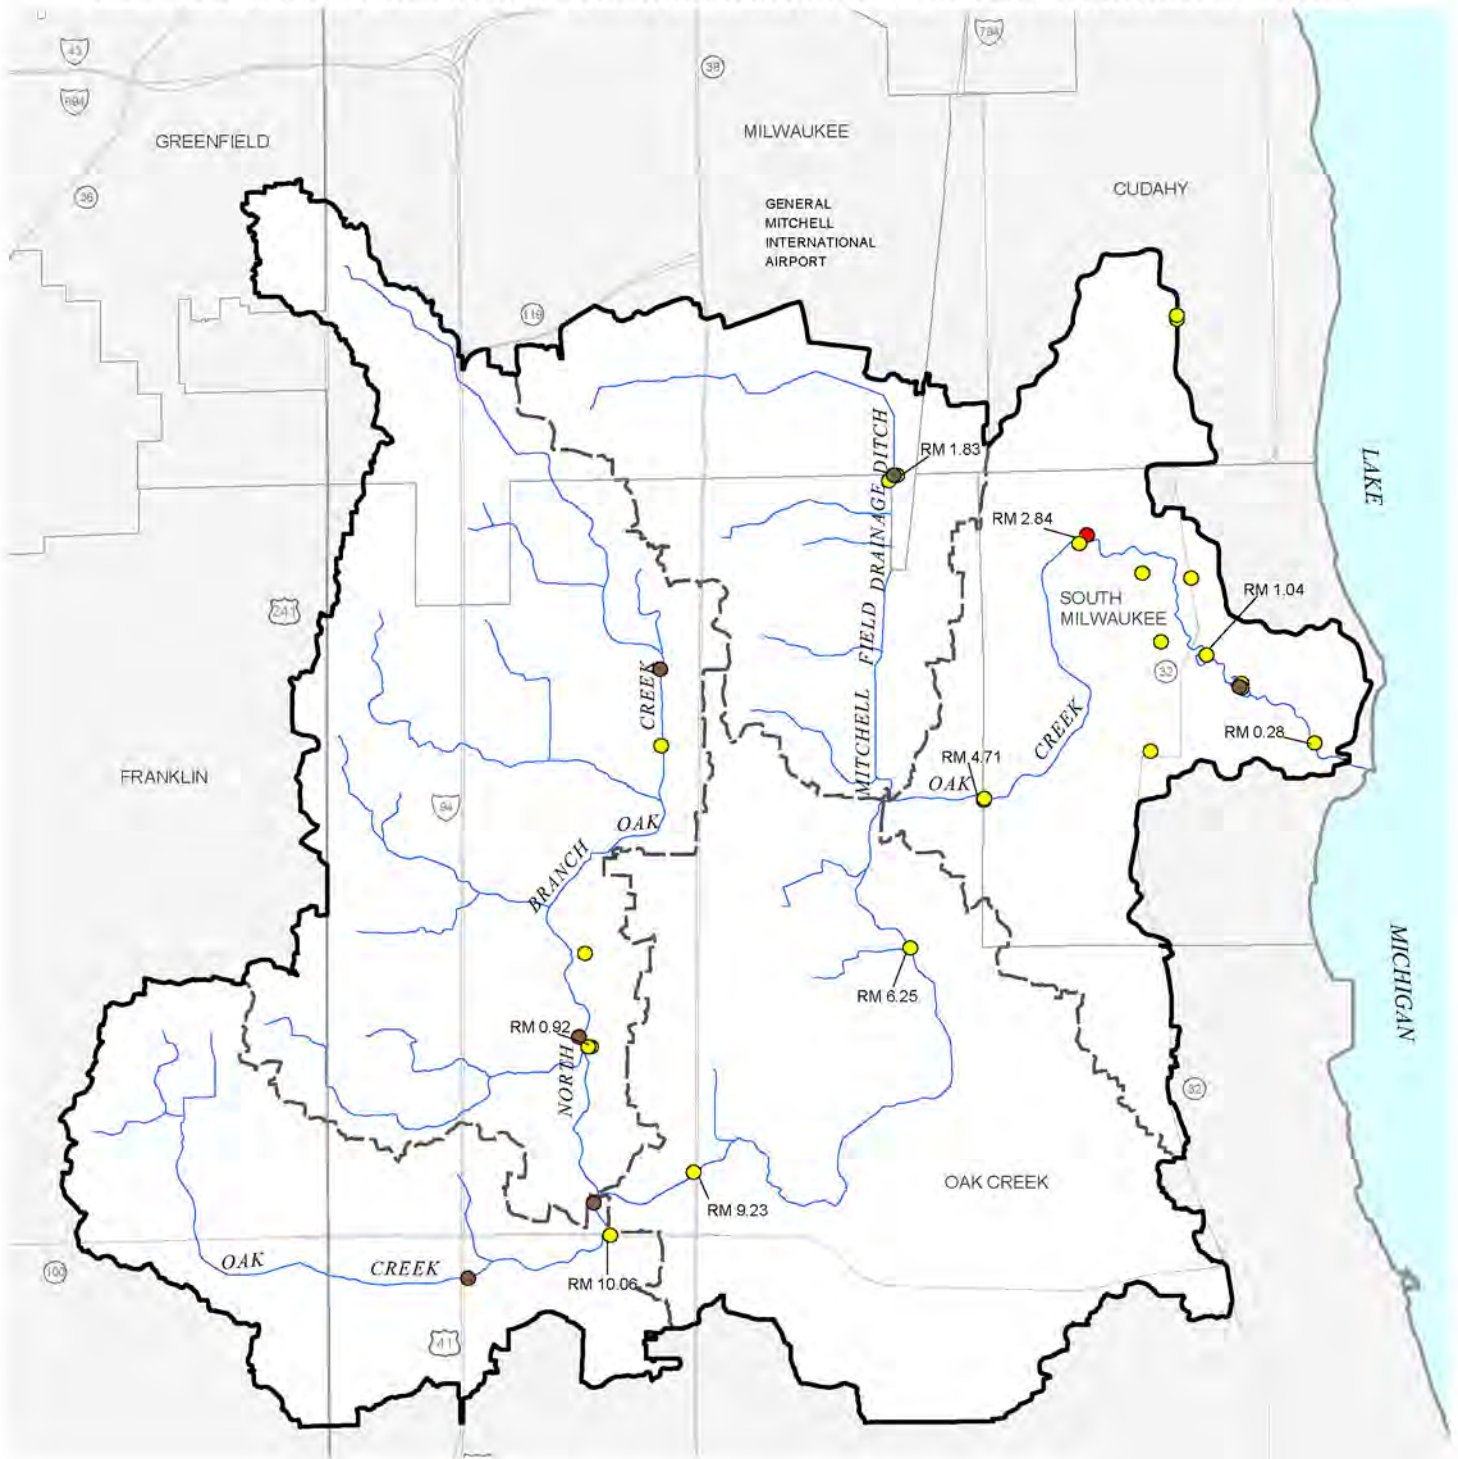 43
794
38
894
MILWAUKEE
GREENFIELD
CUDAHY
36
GENERAL
MITCHELL
INTERNATIONAL
AIRPORT
119
RM 1.83
LAKE
RM 2.84
MITCHELL FIELD DRAINAGE DITCH
SOUTH
MILWAUKEE
RM 1.04
241
32
CREEK
CREEK
RM 0.28
RM 4.71
FRANKLIN
OAK
94
OAK
BRANCH
MICHIGAN
RM 6.25
RM 0.92
NORTH
32
OAK CREEK
RM 9.23
OAK
CREEK
100
RM 10.06
41